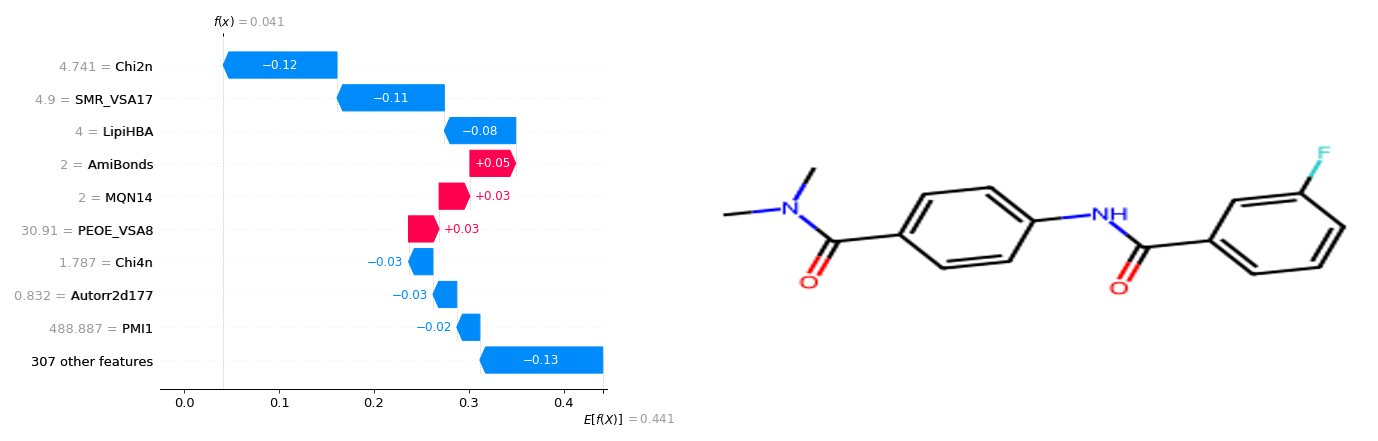 f(x) = 0.041
4.741 = Chi2n
−0.12
4.9 = SMR_VSA17
−0.11
4 = LipiHBA
−0.08
2 = AmiBonds
+0.05
2 = MQN14
+0.03
30.91 = PEOE_VSA8
+0.03
1.787 = Chi4n
−0.03
0.832 = Autorr2d177
−0.03
488.887 = PMI1
−0.02
307 other features
−0.13
0.0 0.1 0.2 0.3 0.4
E[f(X)] = 0.441
F
N
NH
O
O